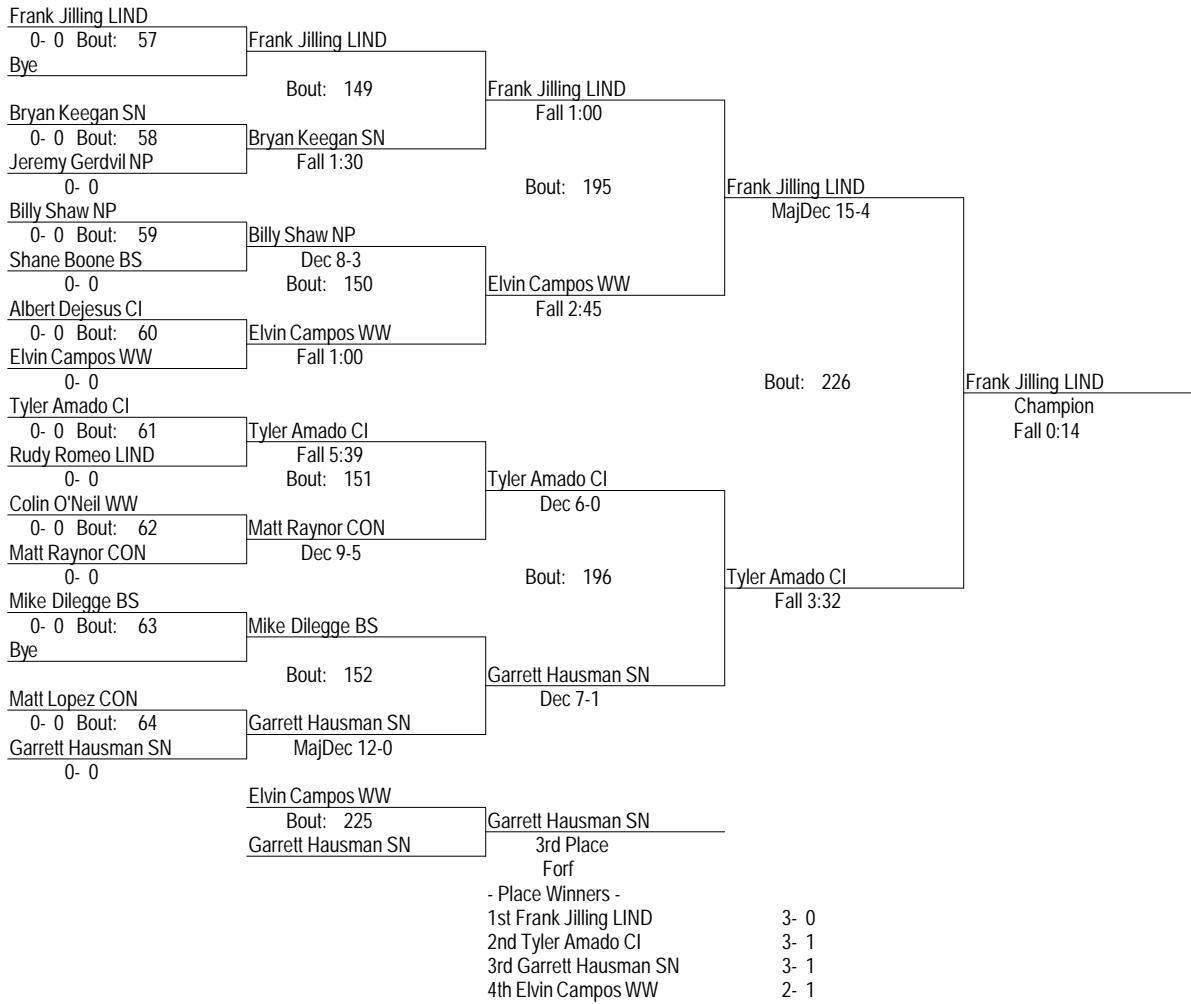 Frank Jilling LIND
0- 0 Bout: 57
Bye
Frank Jilling LIND
Bout: 149
Bryan Keegan SN
0- 0 Bout: 58
Jeremy Gerdvil NP
0- 0
Bryan Keegan SN
Fall 1:30
Frank Jilling LIND
Fall 1:00
Bout: 195
Billy Shaw NP
0- 0 Bout: 59
Shane Boone BS
0- 0
Billy Shaw NP
Dec 8-3
Bout: 150
Albert Dejesus CI
0- 0 Bout: 60
Elvin Campos WW
0- 0
Elvin Campos WW
Fall 1:00
Elvin Campos WW
Fall 2:45
Frank Jilling LIND
MajDec 15-4
Bout: 226
Tyler Amado CI
0- 0 Bout: 61
Rudy Romeo LIND
0- 0
Tyler Amado CI
Fall 5:39
Bout: 151
Colin O'Neil WW
0- 0 Bout: 62
Matt Raynor CON
0- 0
Matt Raynor CON
Dec 9-5
Tyler Amado CI
Dec 6-0
Bout: 196
Mike Dilegge BS
0- 0 Bout: 63
Bye
Mike Dilegge BS
Bout: 152
Matt Lopez CON
0- 0 Bout: 64
Garrett Hausman SN
0- 0
Garrett Hausman SN
MajDec 12-0
Garrett Hausman SN
Dec 7-1
Tyler Amado CI
Fall 3:32
Frank Jilling LIND
Champion
Fall 0:14
Elvin Campos WW
Bout: 225
Garrett Hausman SN
Garrett Hausman SN
3rd Place
Forf
- Place Winners -
1st Frank Jilling LIND 3- 0
2nd Tyler Amado CI 3- 1
3rd Garrett Hausman SN 3- 1
4th Elvin Campos WW 2- 1